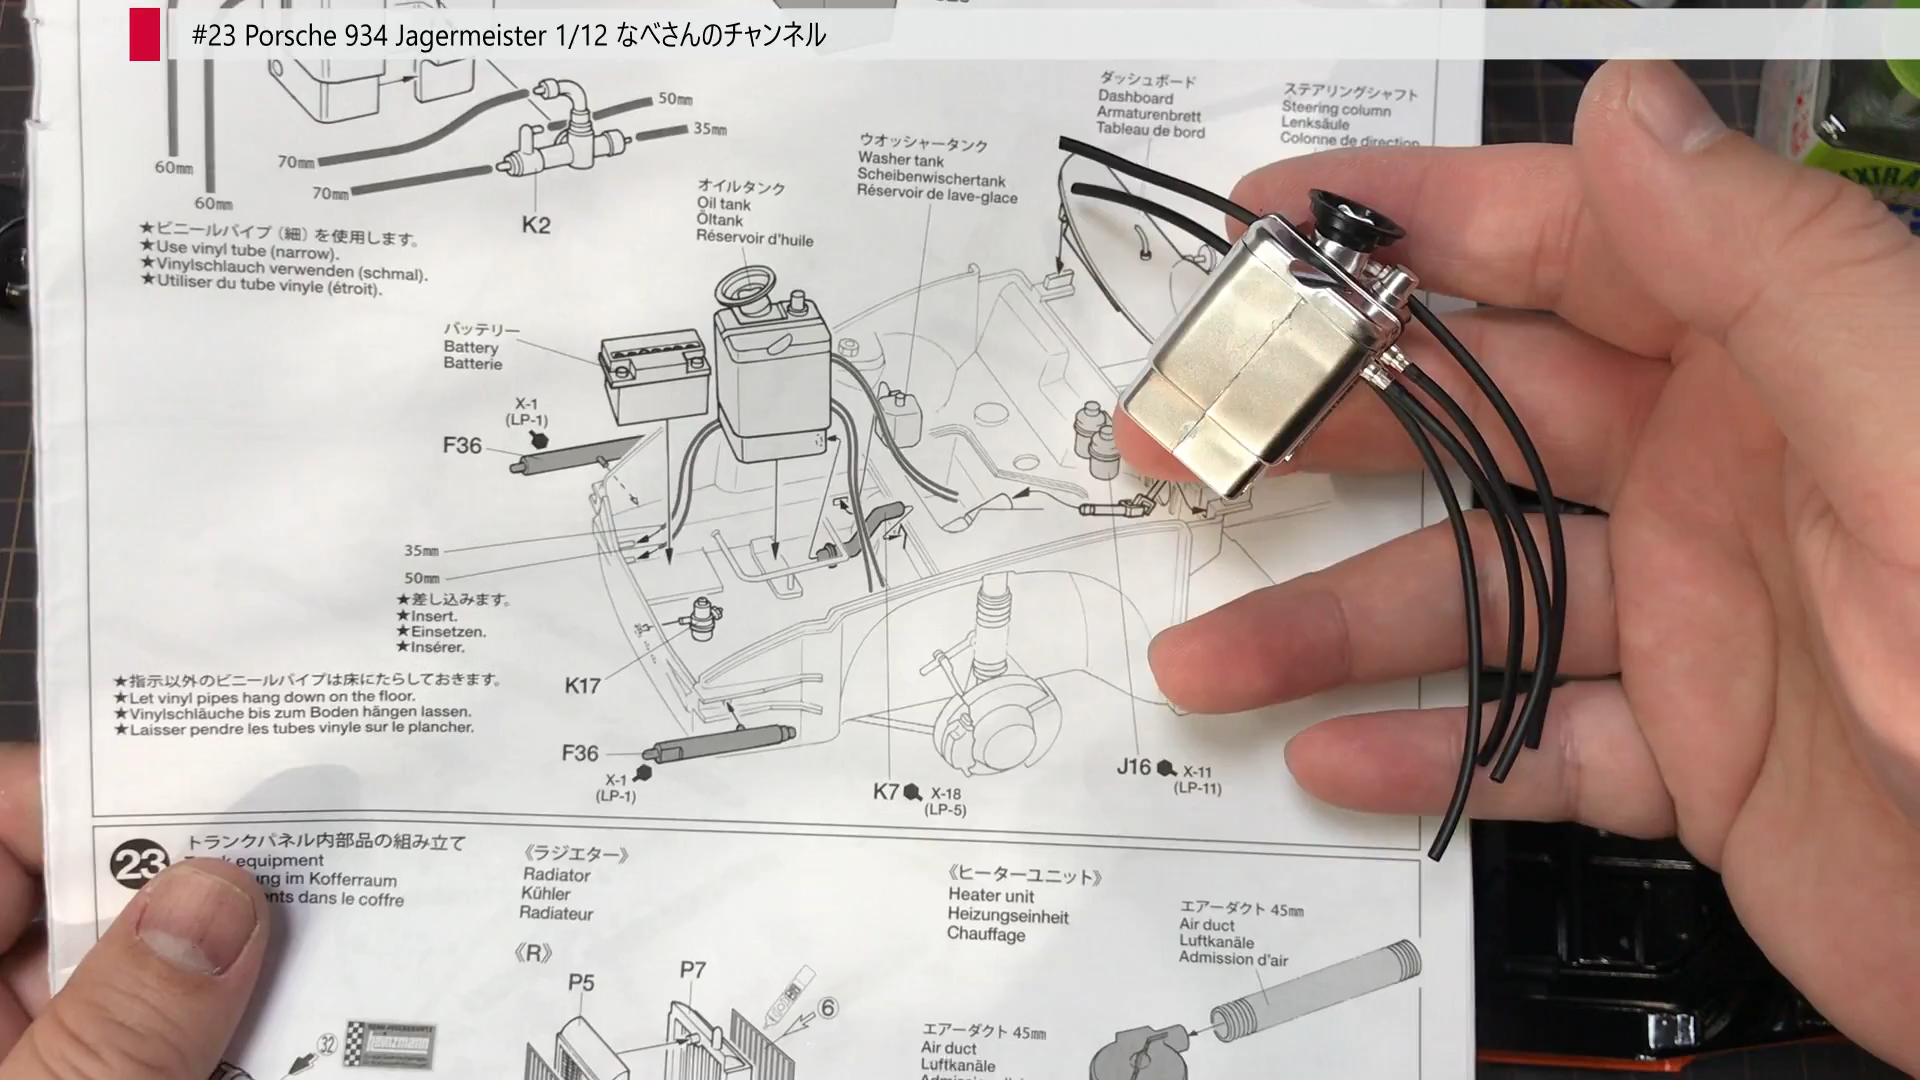 #23 Porsche 934 Jagermeister 1/12 なべさんのチャンネル
50mm
35mm
70mm
70mm
60mm
60mm
K2
★ビニールパイプ（細）を使用します。
★Use vinyl tube (narrow).
★Vinylschlauch verwenden (schmal).
★Utiliser du tube vinyle (étroit).
オイルタンク
Oil tank
Öltank
Réservoir d'huile
ウオッシャータンク
Washer tank
Scheibenwischertank
Réservoir de lave-glace
ダッシュボード
Dashboard
Armaturenbrett
Tableau de bord
ステアリングシャフト
Steering column
Lenksäule
Colonne de direction
バッテリー
Battery
Batterie
X-1
(LP-1)
F36
35mm
50mm
★差し込みます。
★Insert.
★Einsetzen.
★Insérer.
K17
★指示以外のビニールパイプは床にたらしておきます。
★Let vinyl pipes hang down on the floor.
★Vinylschläuche bis zum Boden hängen lassen.
★Laisser pendre les tubes vinyle sur le plancher.
F36
X-1
(LP-1)
K7 X-18
(LP-5)
J16 X-11
(LP-11)
23
トランクパネル内部品の組み立て
equipment
im Kofferraum
dans le coffre
《ラジエター》
Radiator
Kühler
Radiateur
《R》
P5
P7
6
32
《ヒーターユニット》
Heater unit
Heizungseinheit
Chauffage
エアーダクト 45mm
Air duct
Luftkanäle
Admission d'air
エアーダクト 45mm
Air duct
Luftkanäle